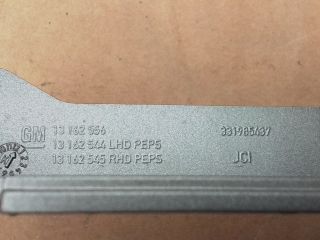 GM
13 162 556
13 162 544 LHD PEPS
13 162 545 RHD PEPS
331985437
JCI